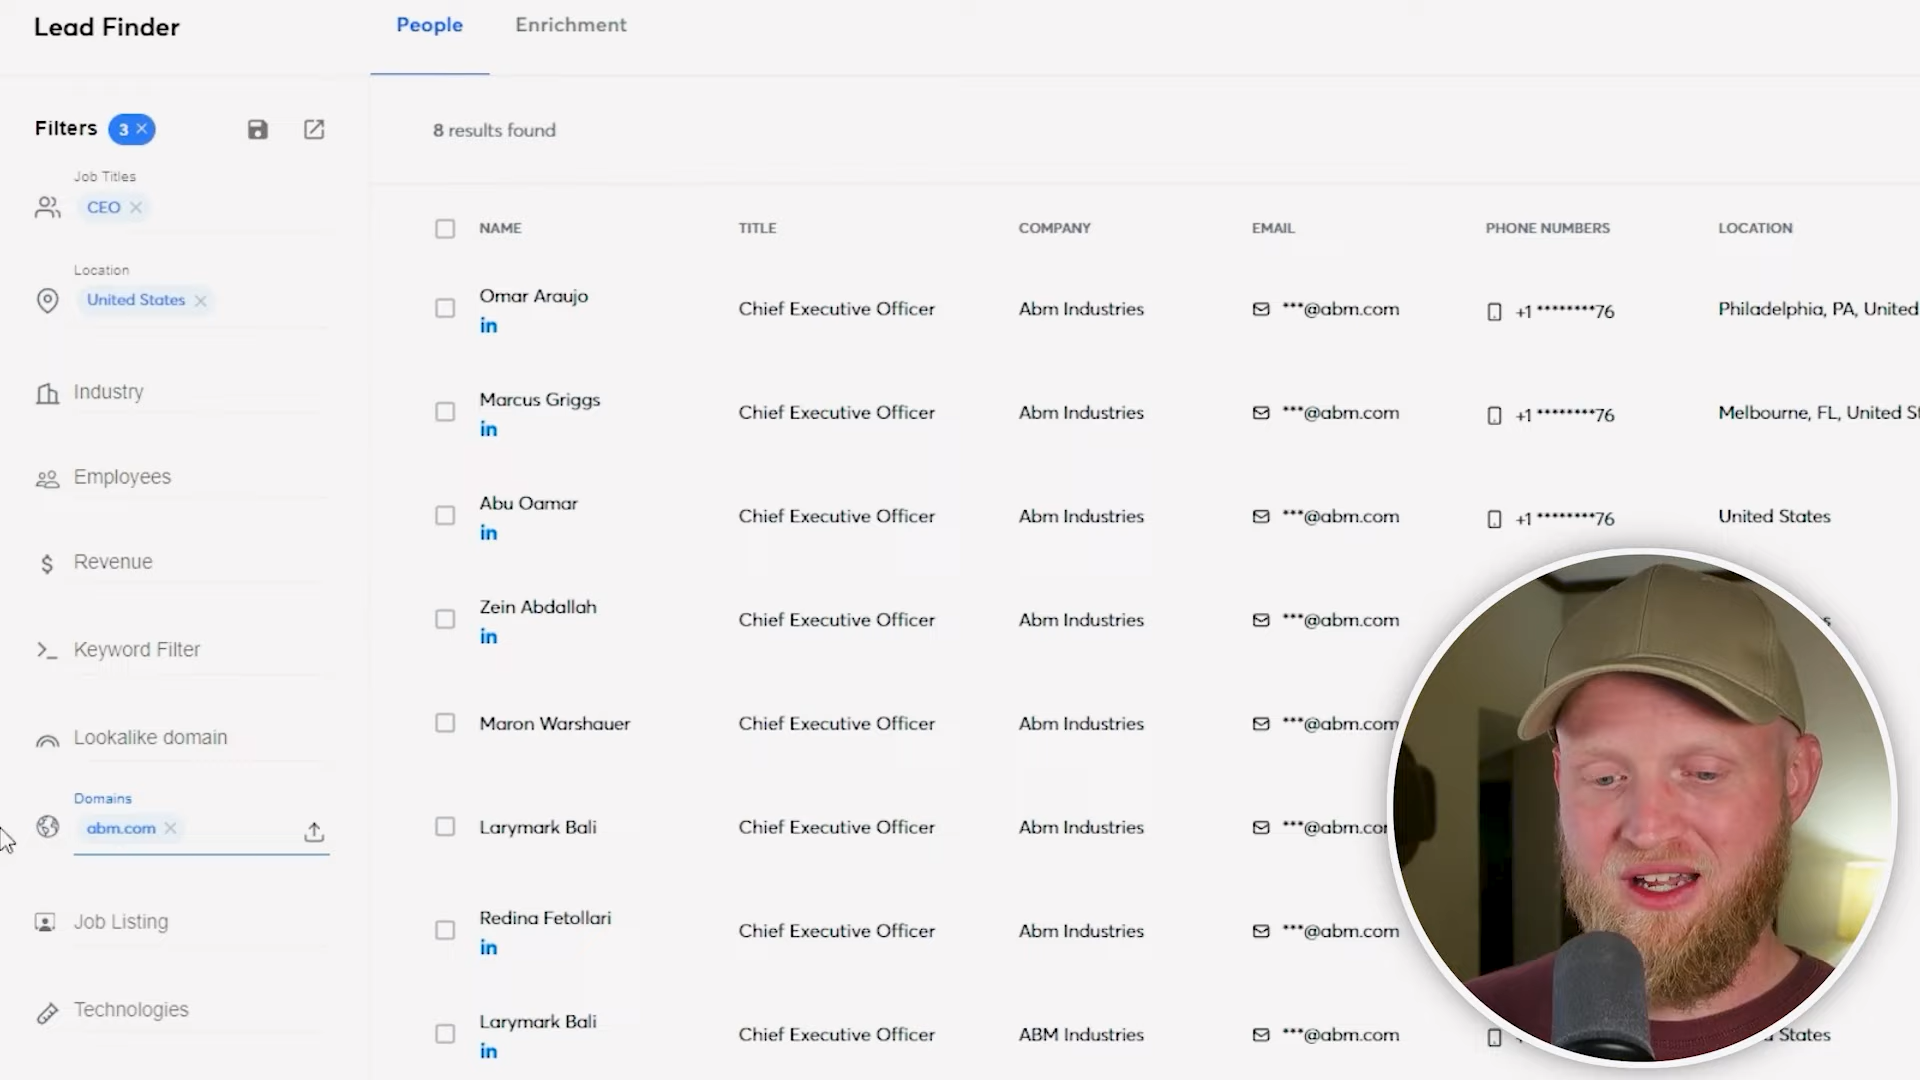 Lead Finder
People
Enrichment
Filters 3
Job Titles
CEO
Location
United States
Industry
Employees
Revenue
Keyword Filter
Lookalike domain
Domains
abm.com
Job Listing
Technologies
8 results found
NAME TITLE COMPANY EMAIL PHONE NUMBERS LOCATION
Omar Araujo
in
Chief Executive Officer Abm Industries ***@abm.com +1 ********76 Philadelphia, PA, United
Marcus Griggs
in
Chief Executive Officer Abm Industries ***@abm.com +1 ********76 Melbourne, FL, United
Abu Oamar
in
Chief Executive Officer Abm Industries ***@abm.com +1 ********76 United States
Zein Abdallah
in
Chief Executive Officer Abm Industries ***@abm.com
Maron Warshauer Chief Executive Officer Abm Industries ***@abm.com
Larymark Bali Chief Executive Officer Abm Industries ***@abm.com
Redina Fetollari
in
Chief Executive Officer Abm Industries ***@abm.com
Larymark Bali
in
Chief Executive Officer ABM Industries ***@abm.com States